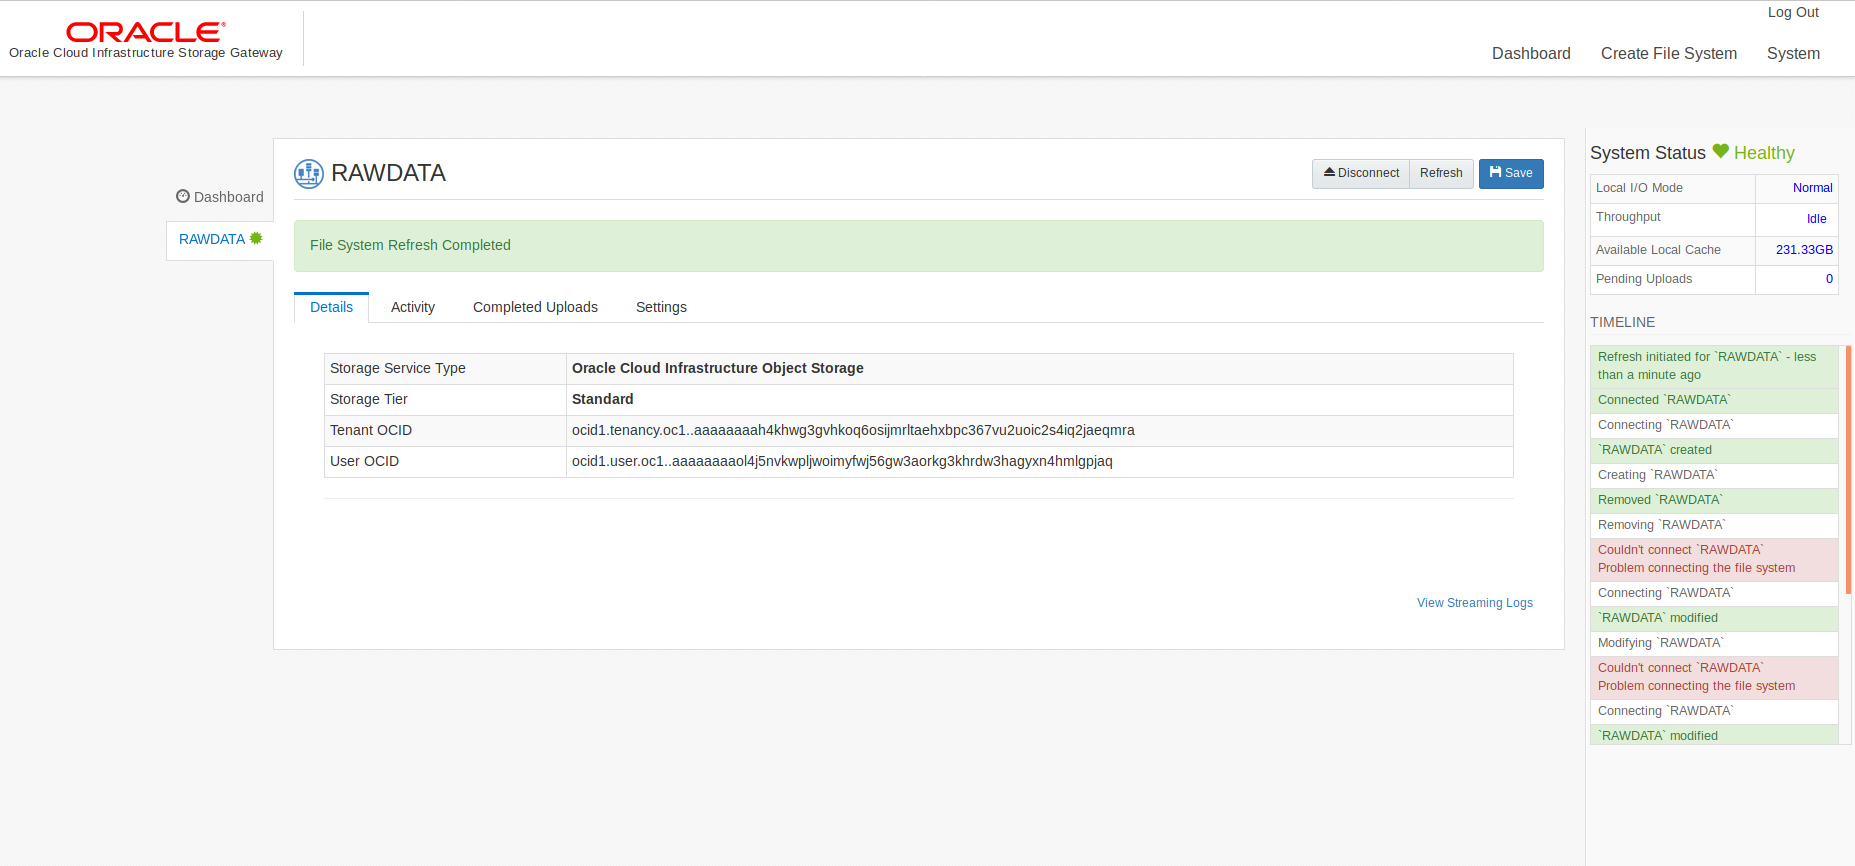 Log Out
ORACLE®
Oracle Cloud Infrastructure Storage Gateway
Dashboard Create File System System
Dashboard
RAWDATA
RAWDATA
Disconnect Refresh Save
File System Refresh Completed
Details Activity Completed Uploads Settings
Storage Service Type Oracle Cloud Infrastructure Object Storage
Storage Tier Standard
Tenant OCID ocid1.tenancy.oc1..aaaaaaaah4khwg3gvhkoq6osijmrltaehxbpc367vu2uoic2s4iq2jaeqmra
User OCID ocid1.user.oc1..aaaaaaaaol4j5nvkwpljwoimyfwj56gw3aorkg3khrdw3hagyxn4hmlgpjaq
View Streaming Logs
System Status Healthy
Local I/O Mode Normal
Throughput Idle
Available Local Cache 231.33GB
Pending Uploads 0
TIMELINE
Refresh initiated for `RAWDATA` - less
than a minute ago
Connected `RAWDATA`
Connecting `RAWDATA`
`RAWDATA` created
Creating `RAWDATA`
Removed `RAWDATA`
Removing `RAWDATA`
Couldn't connect `RAWDATA`
Problem connecting the file system
Connecting `RAWDATA`
`RAWDATA` modified
Modifying `RAWDATA`
Couldn't connect `RAWDATA`
Problem connecting the file system
Connecting `RAWDATA`
`RAWDATA` modified